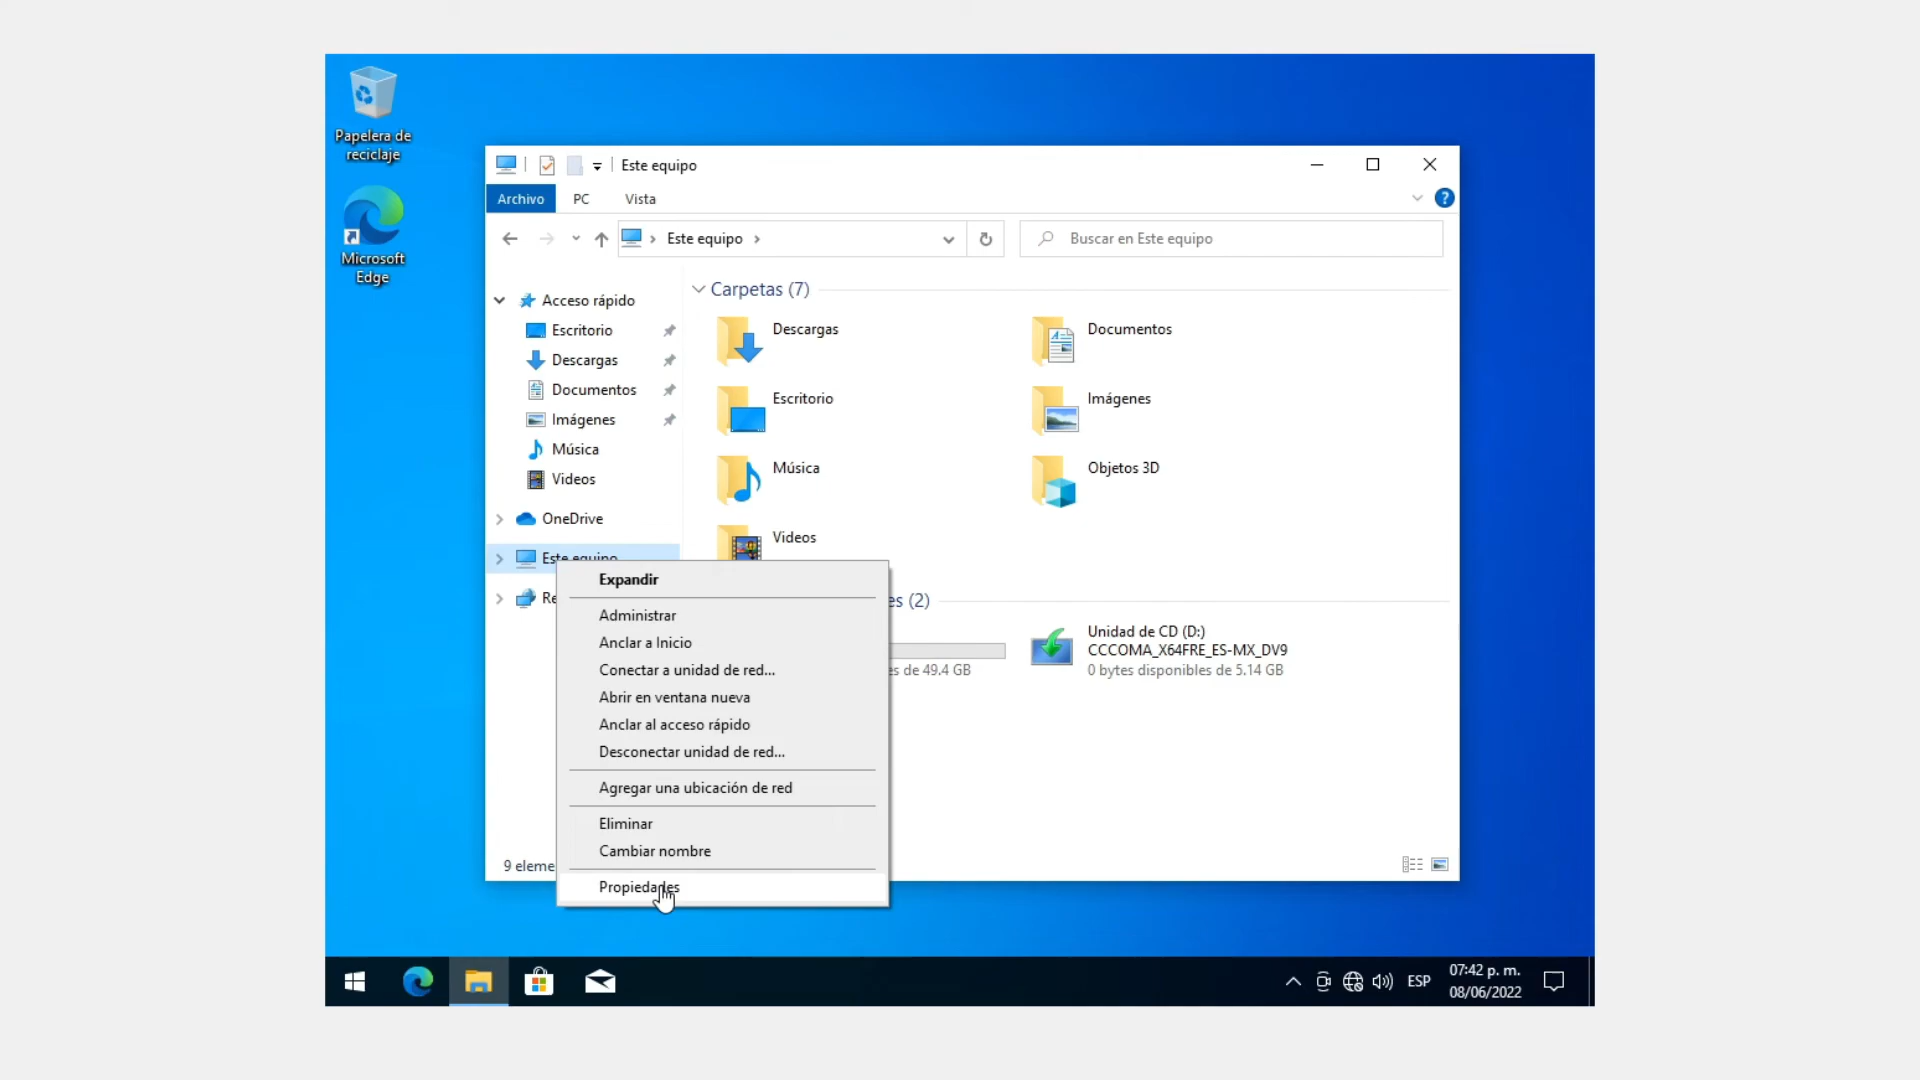 Papelera de
reciclaje
Microsoft
Edge
Este equipo
Archivo
PC
Vista
Este equipo
Buscar en Este equipo
Acceso rápido
Escritorio
Descargas
Documentos
Imágenes
Música
Videos
OneDrive
Este equipo
Re
Carpetas (7)
Descargas
Documentos
Escritorio
Imágenes
Música
Objetos 3D
Videos
es (2)
es de 49.4 GB
Unidad de CD (D:)
CCCOMA_X64FRE_ES-MX_DV9
0 bytes disponibles de 5.14 GB
Expandir
Administrar
Anclar a Inicio
Conectar a unidad de red...
Abrir en ventana nueva
Anclar al acceso rápido
Desconectar unidad de red...
Agregar una ubicación de red
Eliminar
Cambiar nombre
Propiedades
9 eleme
ESP
07:42 p. m.
08/06/2022